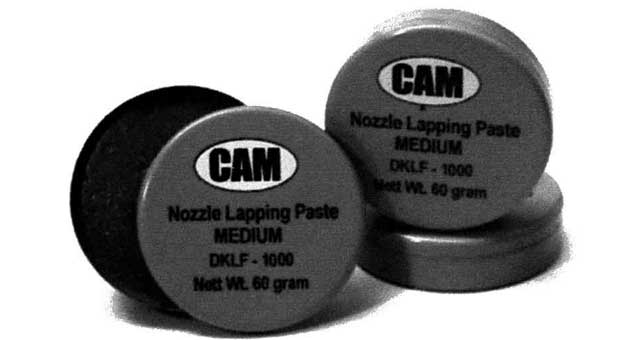 CAM
Nozzle Lapping Paste
MEDIUM
DKLF - 1000
Nett Wt. 60 gram
CAM
Nozzle Lapping Paste
MEDIUM
DKLF - 1000
Nett Wt. 60 gram